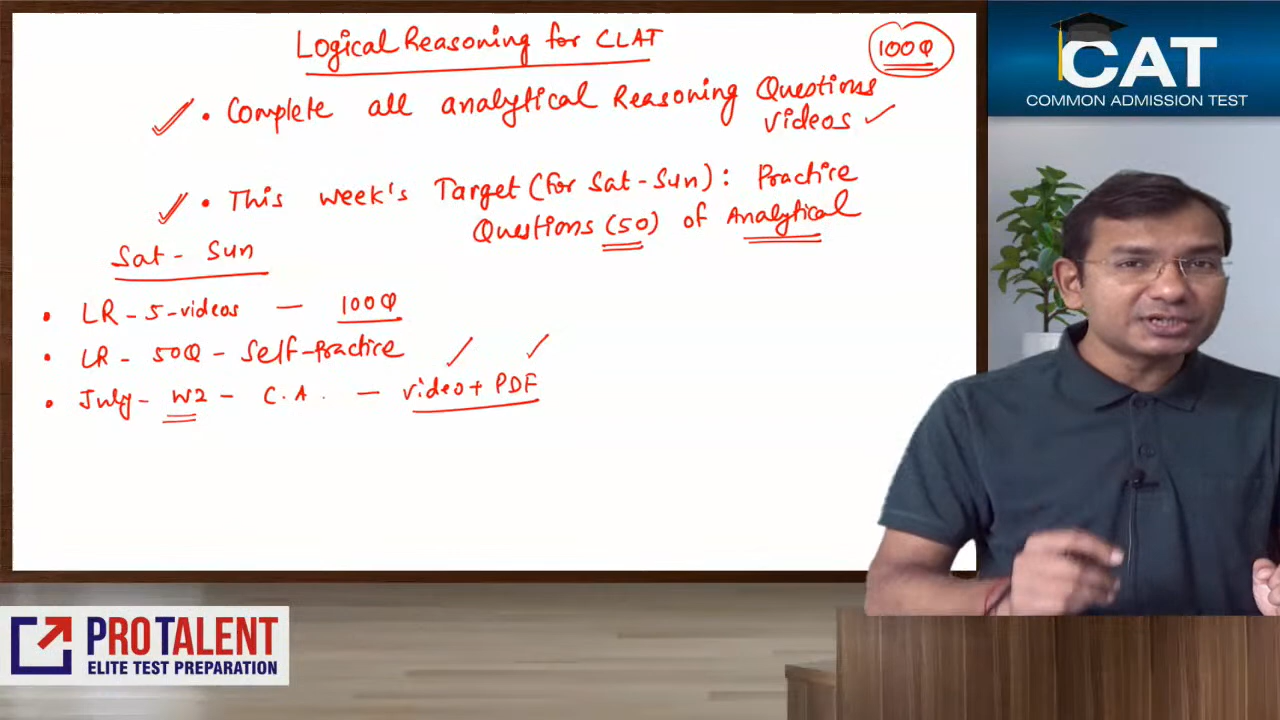 Logical Reasoning for CLAT
100Q
• Complete all analytical Reasoning Questions
videos
• This week's Target (for Sat-Sun): Practice
Questions (50) of Analytical
Sat - Sun
• LR - 5 - videos — 100Q
• LR - 50Q - Self-Practice
• July - W2 - C.A. — video + PDF
CAT
COMMON ADMISSION TEST
PROTALENT
ELITE TEST PREPARATION